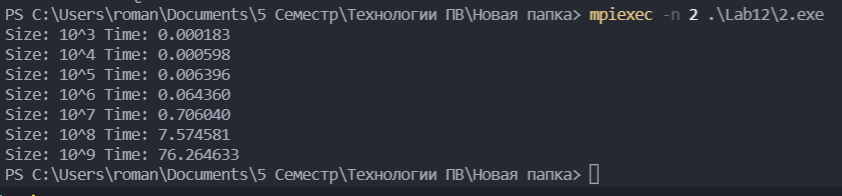 PS C:\Users\roman\Documents\5 Семестр\Технологии ПВ\Новая папка> mpiexec -n 2 .\Lab12\2.exe
Size: 10^3 Time: 0.000183
Size: 10^4 Time: 0.000598
Size: 10^5 Time: 0.006396
Size: 10^6 Time: 0.064360
Size: 10^7 Time: 0.706040
Size: 10^8 Time: 7.574581
Size: 10^9 Time: 76.264633
PS C:\Users\roman\Documents\5 Семестр\Технологии ПВ\Новая папка>